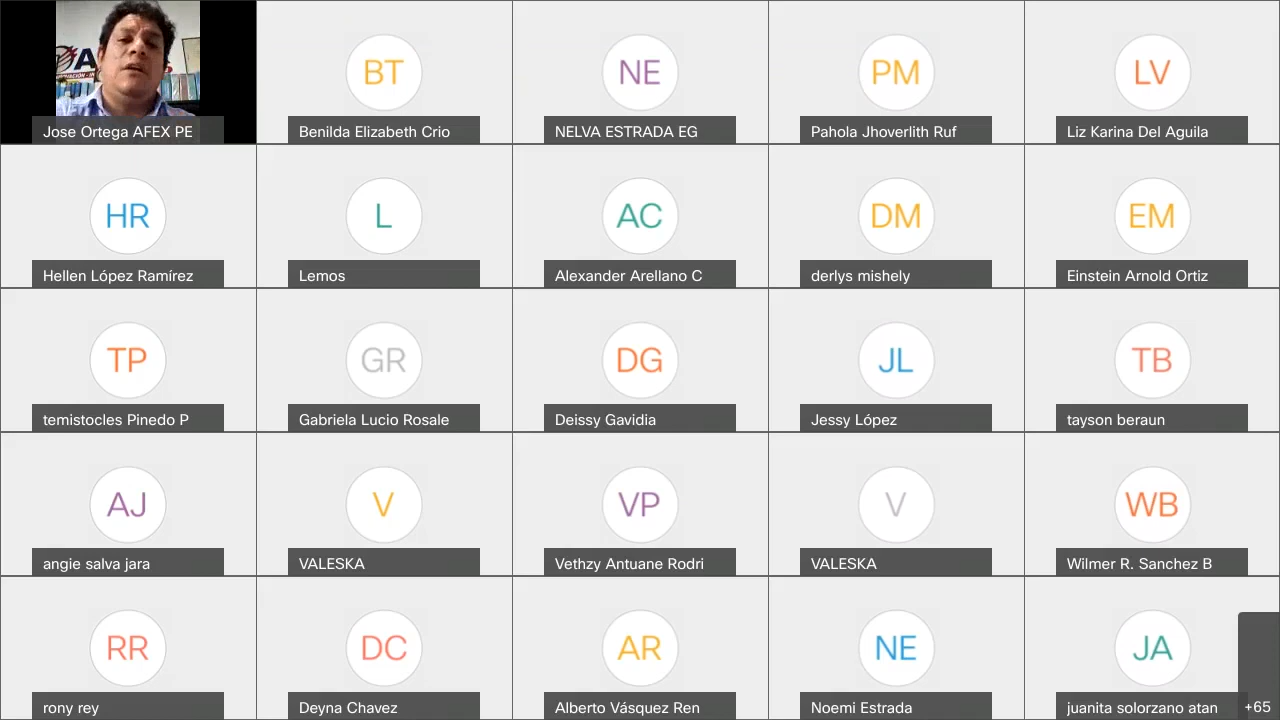 Jose Ortega AFEX PE
BT
Benilda Elizabeth Crio
NE
NELVA ESTRADA EG
PM
Pahola Jhoverlith Ruf
LV
Liz Karina Del Aguila
HR
Hellen López Ramírez
L
Lemos
AC
Alexander Arellano C
DM
derlys mishely
EM
Einstein Arnold Ortiz
TP
temistocles Pinedo P
GR
Gabriela Lucio Rosale
DG
Deissy Gavidia
JL
Jessy López
TB
tayson beraun
AJ
angie salva jara
V
VALESKA
VP
Vethzy Antuane Rodri
V
VALESKA
WB
Wilmer R. Sanchez B
RR
rony rey
DC
Deyna Chavez
AR
Alberto Vásquez Ren
NE
Noemi Estrada
JA
juanita solorzano atan
+65